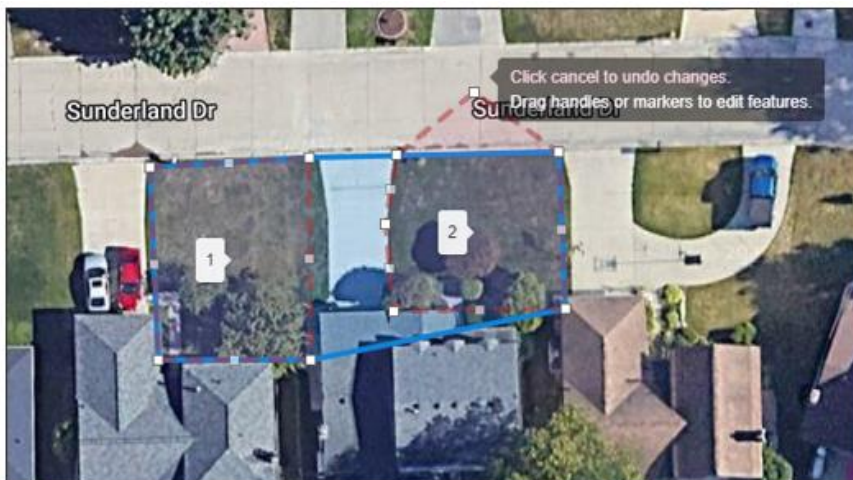 Click cancel to undo changes.
Drag handles or markers to edit features.
Sunderland Dr
Sunderland Dr
1
2